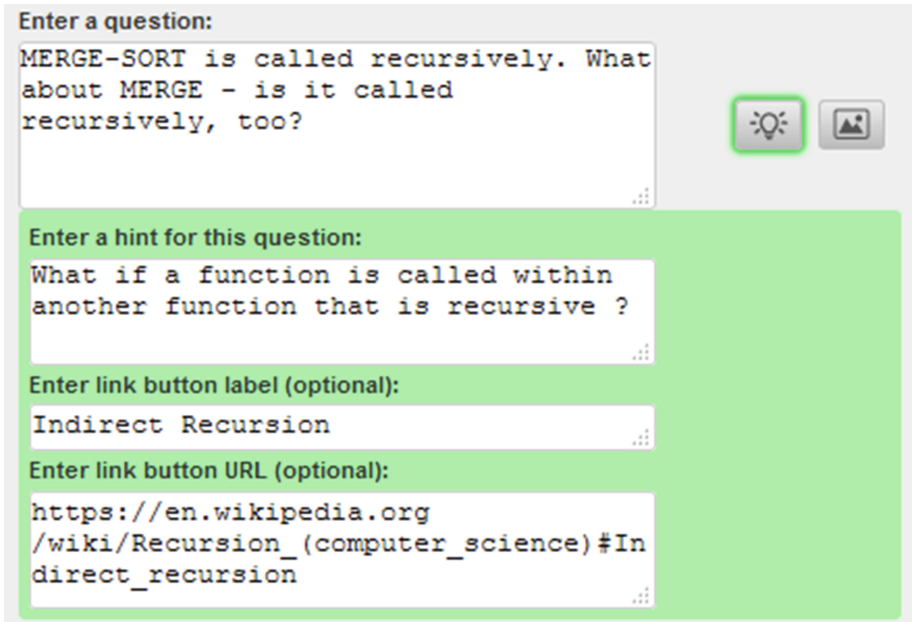 Enter a question:
MERGE-SORT is called recursively. What
about MERGE - is it called
recursively, too?
Enter a hint for this question:
What if a function is called within
another function that is recursive ?
Enter link button label (optional):
Indirect Recursion
Enter link button URL (optional):
https://en.wikipedia.org
/wiki/Recursion_(computer_science)#In
direct_recursion